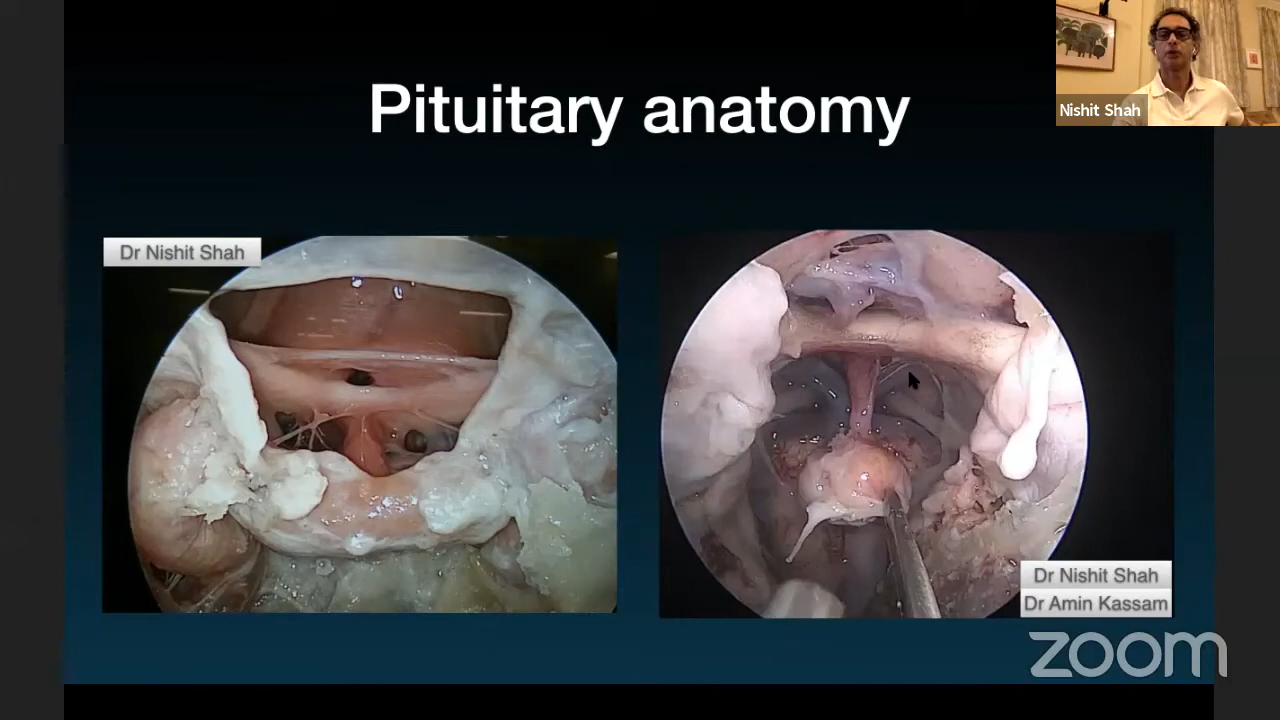 Pituitary anatomy
Nishit Shah
Dr Nishit Shah
Dr Nishit Shah
Dr Amin Kassam
zoom